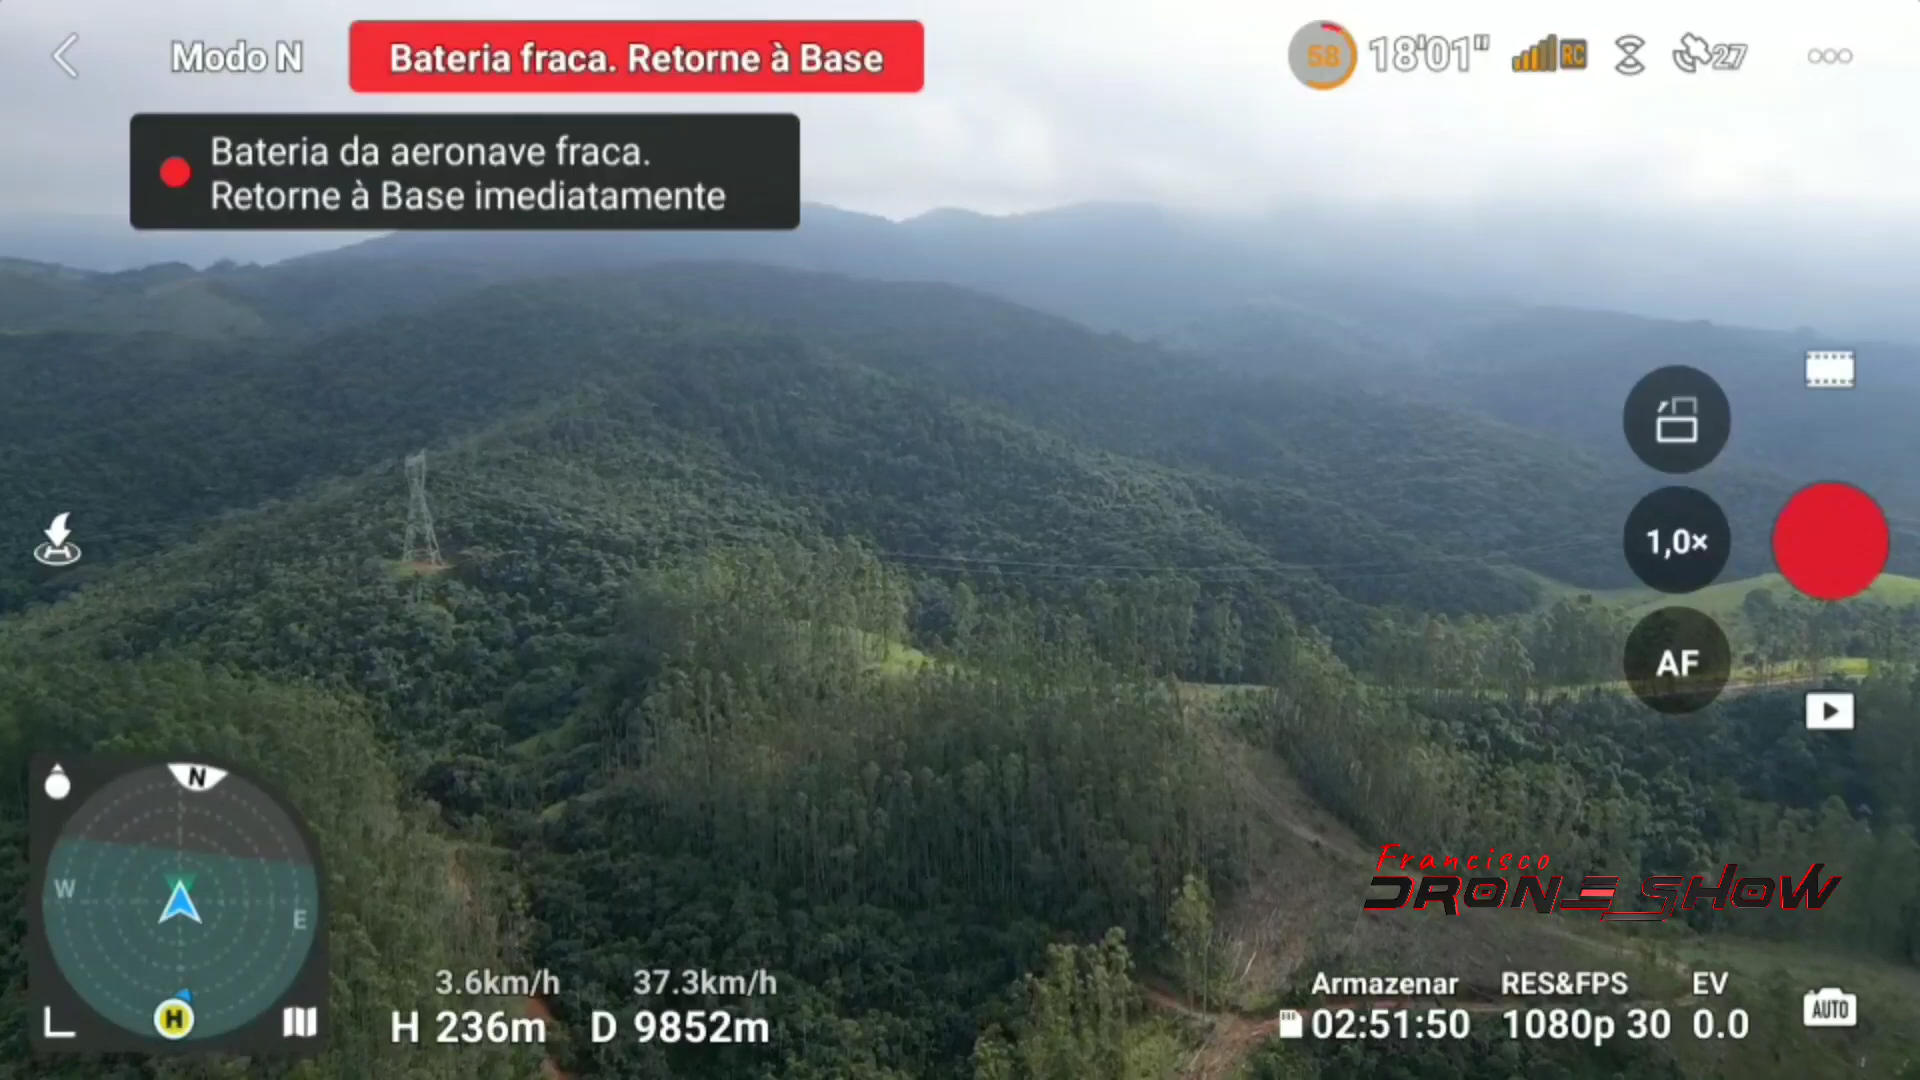 Modo N
Bateria fraca. Retorne à Base
58
18'01"
RC
27
Bateria da aeronave fraca.
Retorne à Base imediatamente
1,0×
AF
N
W
E
H
3.6km/h
37.3km/h
H 236m
D 9852m
Francisco
DRONE SHOW
Armazenar
RES&FPS
EV
02:51:50
1080p 30
0.0
AUTO